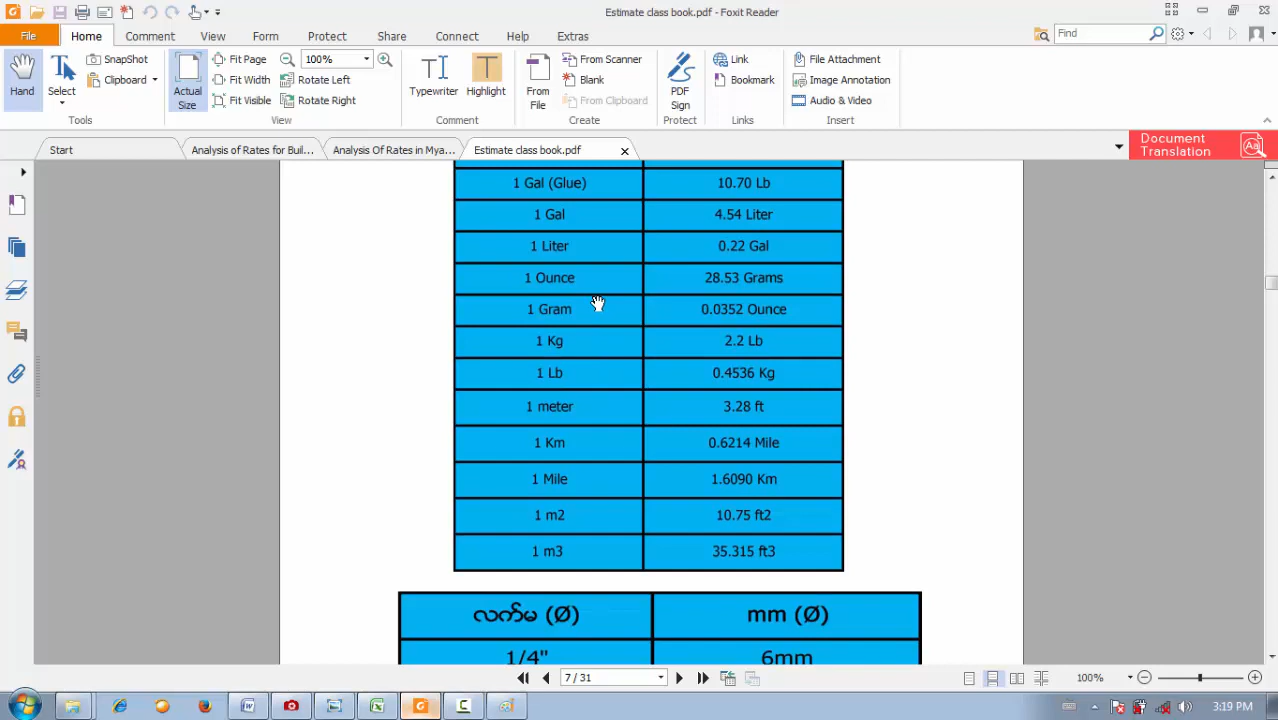 Estimate class book.pdf - Foxit Reader
File Home Comment View Form Protect Share Connect Help Extras Find
Hand
Select
SnapShot
Clipboard
Tools
Actual Size
Fit Page
Fit Width
Fit Visible
100%
Rotate Left
Rotate Right
View
Typewriter
Highlight
Comment
From File
From Scanner
Blank
From Clipboard
Create
PDF Sign
Protect
Link
Bookmark
Links
File Attachment
Image Annotation
Audio & Video
Insert
Start Analysis of Rates for Buil... Analysis Of Rates in Mya... Estimate class book.pdf
Document Translation
1 Gal (Glue) 10.70 Lb
1 Gal 4.54 Liter
1 Liter 0.22 Gal
1 Ounce 28.53 Grams
1 Gram 0.0352 Ounce
1 Kg 2.2 Lb
1 Lb 0.4536 Kg
1 meter 3.28 ft
1 Km 0.6214 Mile
1 Mile 1.6090 Km
1 m2 10.75 ft2
1 m3 35.315 ft3
လက်မ (Ø) mm (Ø)
1/4" 6mm
7 / 31 100%
3:19 PM